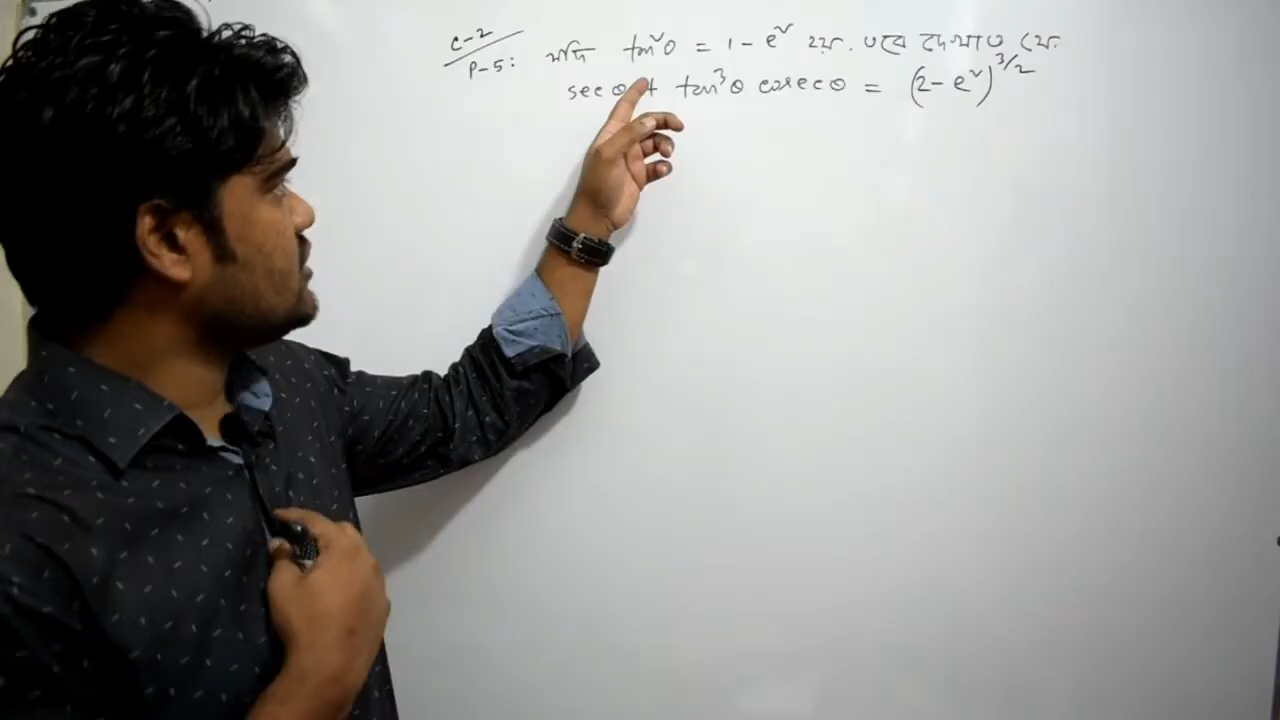 C-2
P-5: যদি tan²θ = 1 - e² হয়. তবে দেখাও যে.
secθ + tan³θ cosecθ = (2 - e²)^3/2